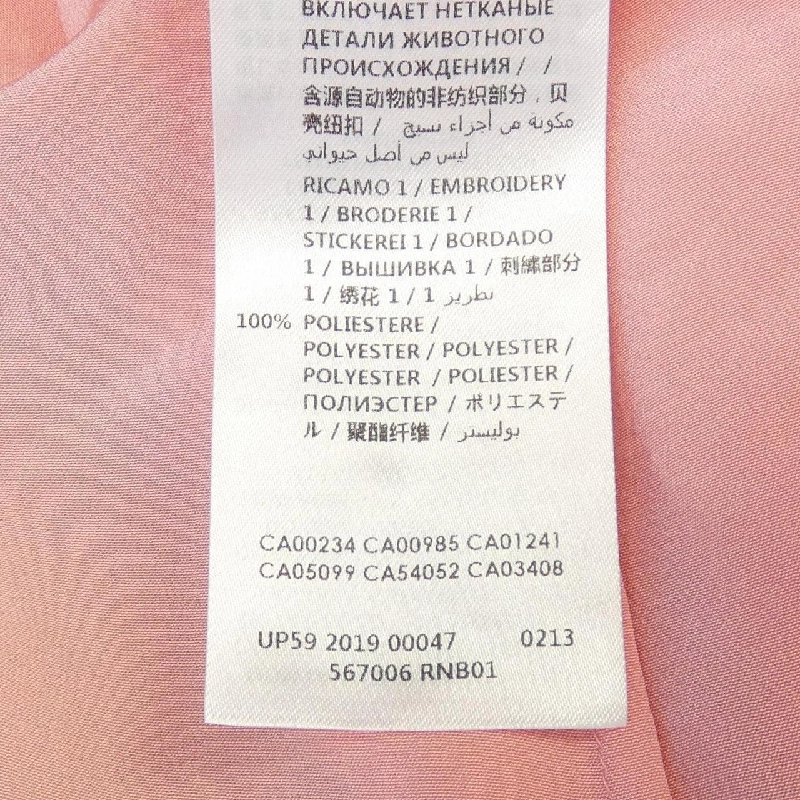 ВКЛЮЧАЕТ НЕТКАНЫЕ
ДЕТАЛИ ЖИВОТНОГО
ПРОИСХОЖДЕНИЯ / /
含源自动物的非纺织部分，贝
壳纽扣 / مكونة من أجزاء نسيج
ليس من أصل حيواني
RICAMO 1 / EMBROIDERY
1 / BRODERIE 1 /
STICKEREI 1 / BORDADO
1 / ВЫШИВКА 1 / 刺繍部分
1 / 绣花 1 / 1 تطريز
100% POLIESTERE /
POLYESTER / POLYESTER /
POLYESTER / POLIESTER /
ПОЛИЭСТЕР / ポリエステ
ル / 聚酯纤维 / بوليستر
CA00234 CA00985 CA01241
CA05099 CA54052 CA03408
UP59 2019 00047 0213
567006 RNB01